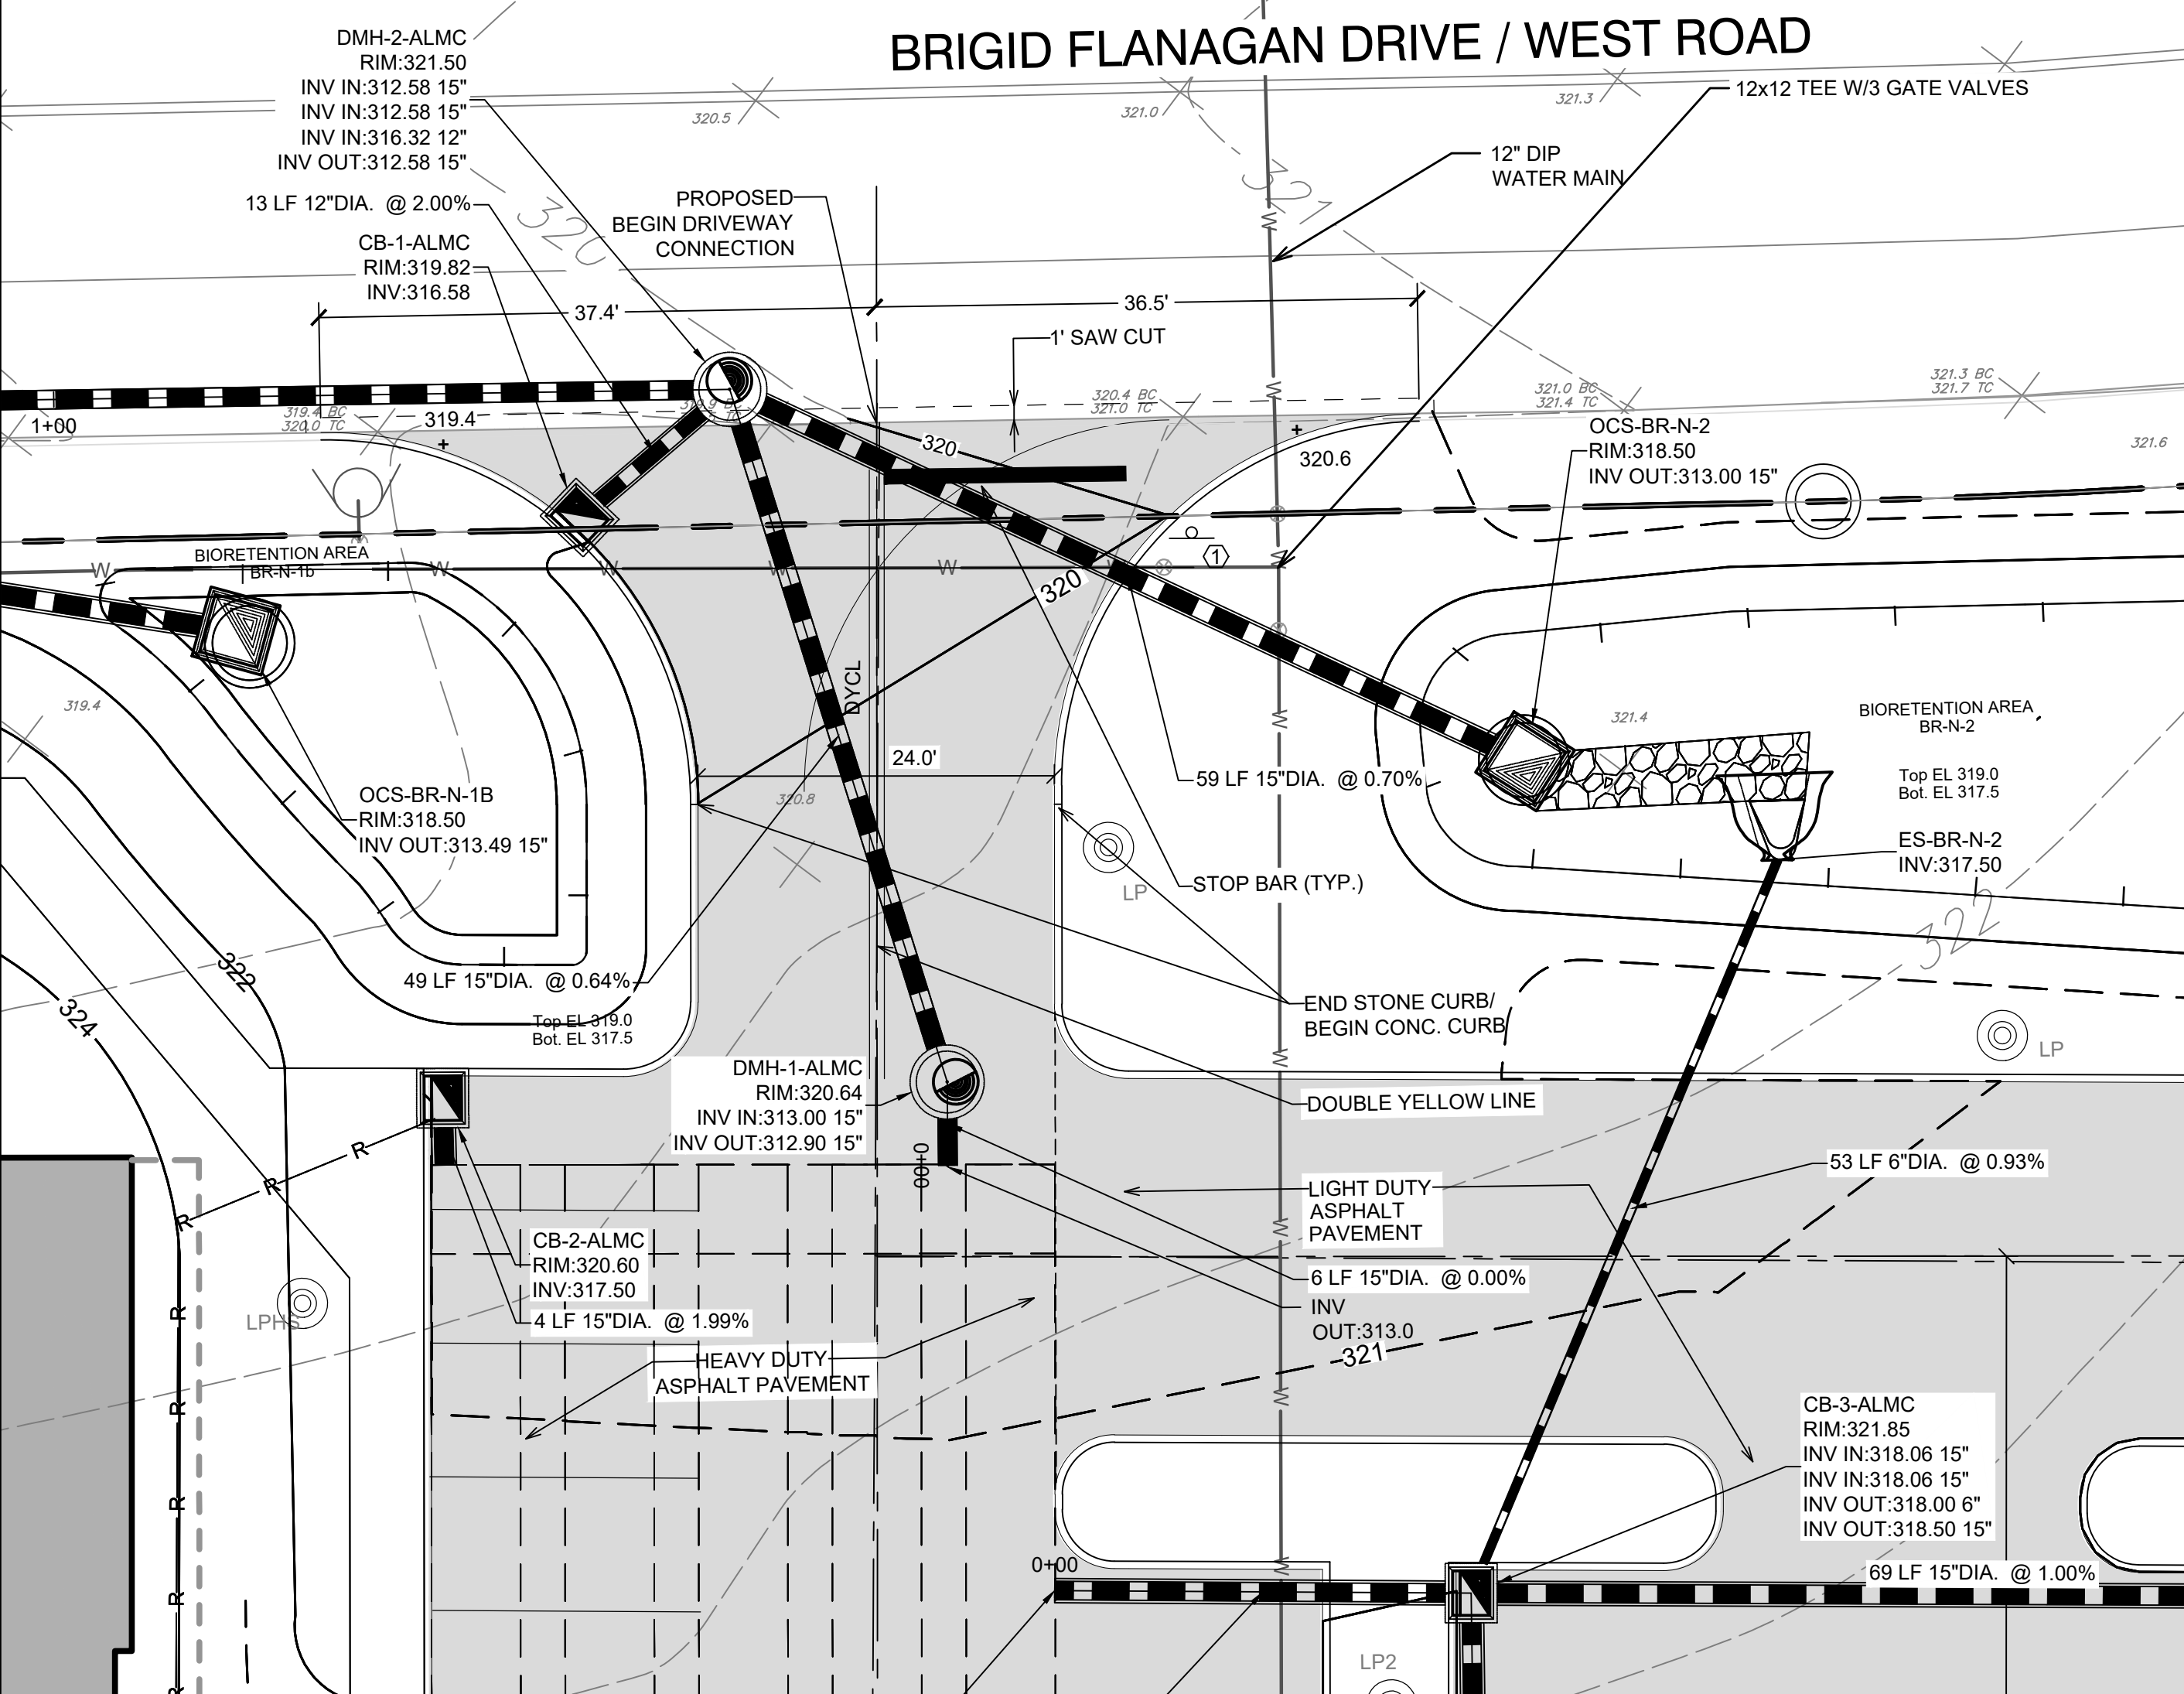 BRIGID FLANAGAN DRIVE / WEST ROAD
DMH-2-ALMC
RIM:321.50
INV IN:312.58 15"
INV IN:312.58 15"
INV IN:316.32 12"
INV OUT:312.58 15"
13 LF 12"DIA. @ 2.00%
CB-1-ALMC
RIM:319.82
INV:316.58
PROPOSED
BEGIN DRIVEWAY
CONNECTION
320.5
321.0
321.3
12x12 TEE W/3 GATE VALVES
12" DIP
WATER MAIN
320
321
37.4'
36.5'
1' SAW CUT
1+00
319.4 BC
320.0 TC
319.4
320.4 BC
321.0 TC
321.0 BC
321.4 TC
321.3 BC
321.7 TC
321.6
320
320.6
OCS-BR-N-2
RIM:318.50
INV OUT:313.00 15"
BIORETENTION AREA
BR-N-1b
W
W
W
W
W
1
320
DYCL
24.0'
319.4
320.8
321.4
OCS-BR-N-1B
RIM:318.50
INV OUT:313.49 15"
59 LF 15"DIA. @ 0.70%
BIORETENTION AREA
BR-N-2
Top EL 319.0
Bot. EL 317.5
ES-BR-N-2
INV:317.50
LP
STOP BAR (TYP.)
322
322
324
49 LF 15"DIA. @ 0.64%
Top EL 319.0
Bot. EL 317.5
END STONE CURB/
BEGIN CONC. CURB
LP
DMH-1-ALMC
RIM:320.64
INV IN:313.00 15"
INV OUT:312.90 15"
DOUBLE YELLOW LINE
0+00
R
R
R
53 LF 6"DIA. @ 0.93%
LIGHT DUTY
ASPHALT
PAVEMENT
CB-2-ALMC
RIM:320.60
INV:317.50
4 LF 15"DIA. @ 1.99%
6 LF 15"DIA. @ 0.00%
INV
OUT:313.0
LPHS
321
HEAVY DUTY
ASPHALT PAVEMENT
R
R
R
R
R
CB-3-ALMC
RIM:321.85
INV IN:318.06 15"
INV IN:318.06 15"
INV OUT:318.00 6"
INV OUT:318.50 15"
0+00
69 LF 15"DIA. @ 1.00%
LP2